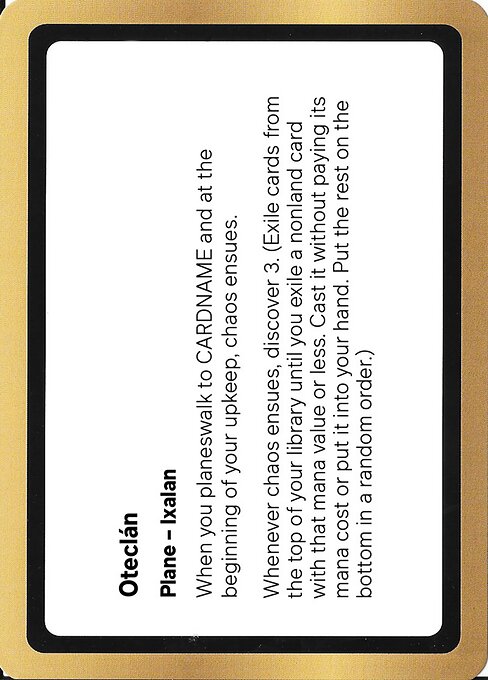 Oteclán
Plane – Ixalan
When you planeswalk to CARDNAME and at the
beginning of your upkeep, chaos ensues.
Whenever chaos ensues, discover 3. (Exile cards from
the top of your library until you exile a nonland card
with that mana value or less. Cast it without paying its
mana cost or put it into your hand. Put the rest on the
bottom in a random order.)